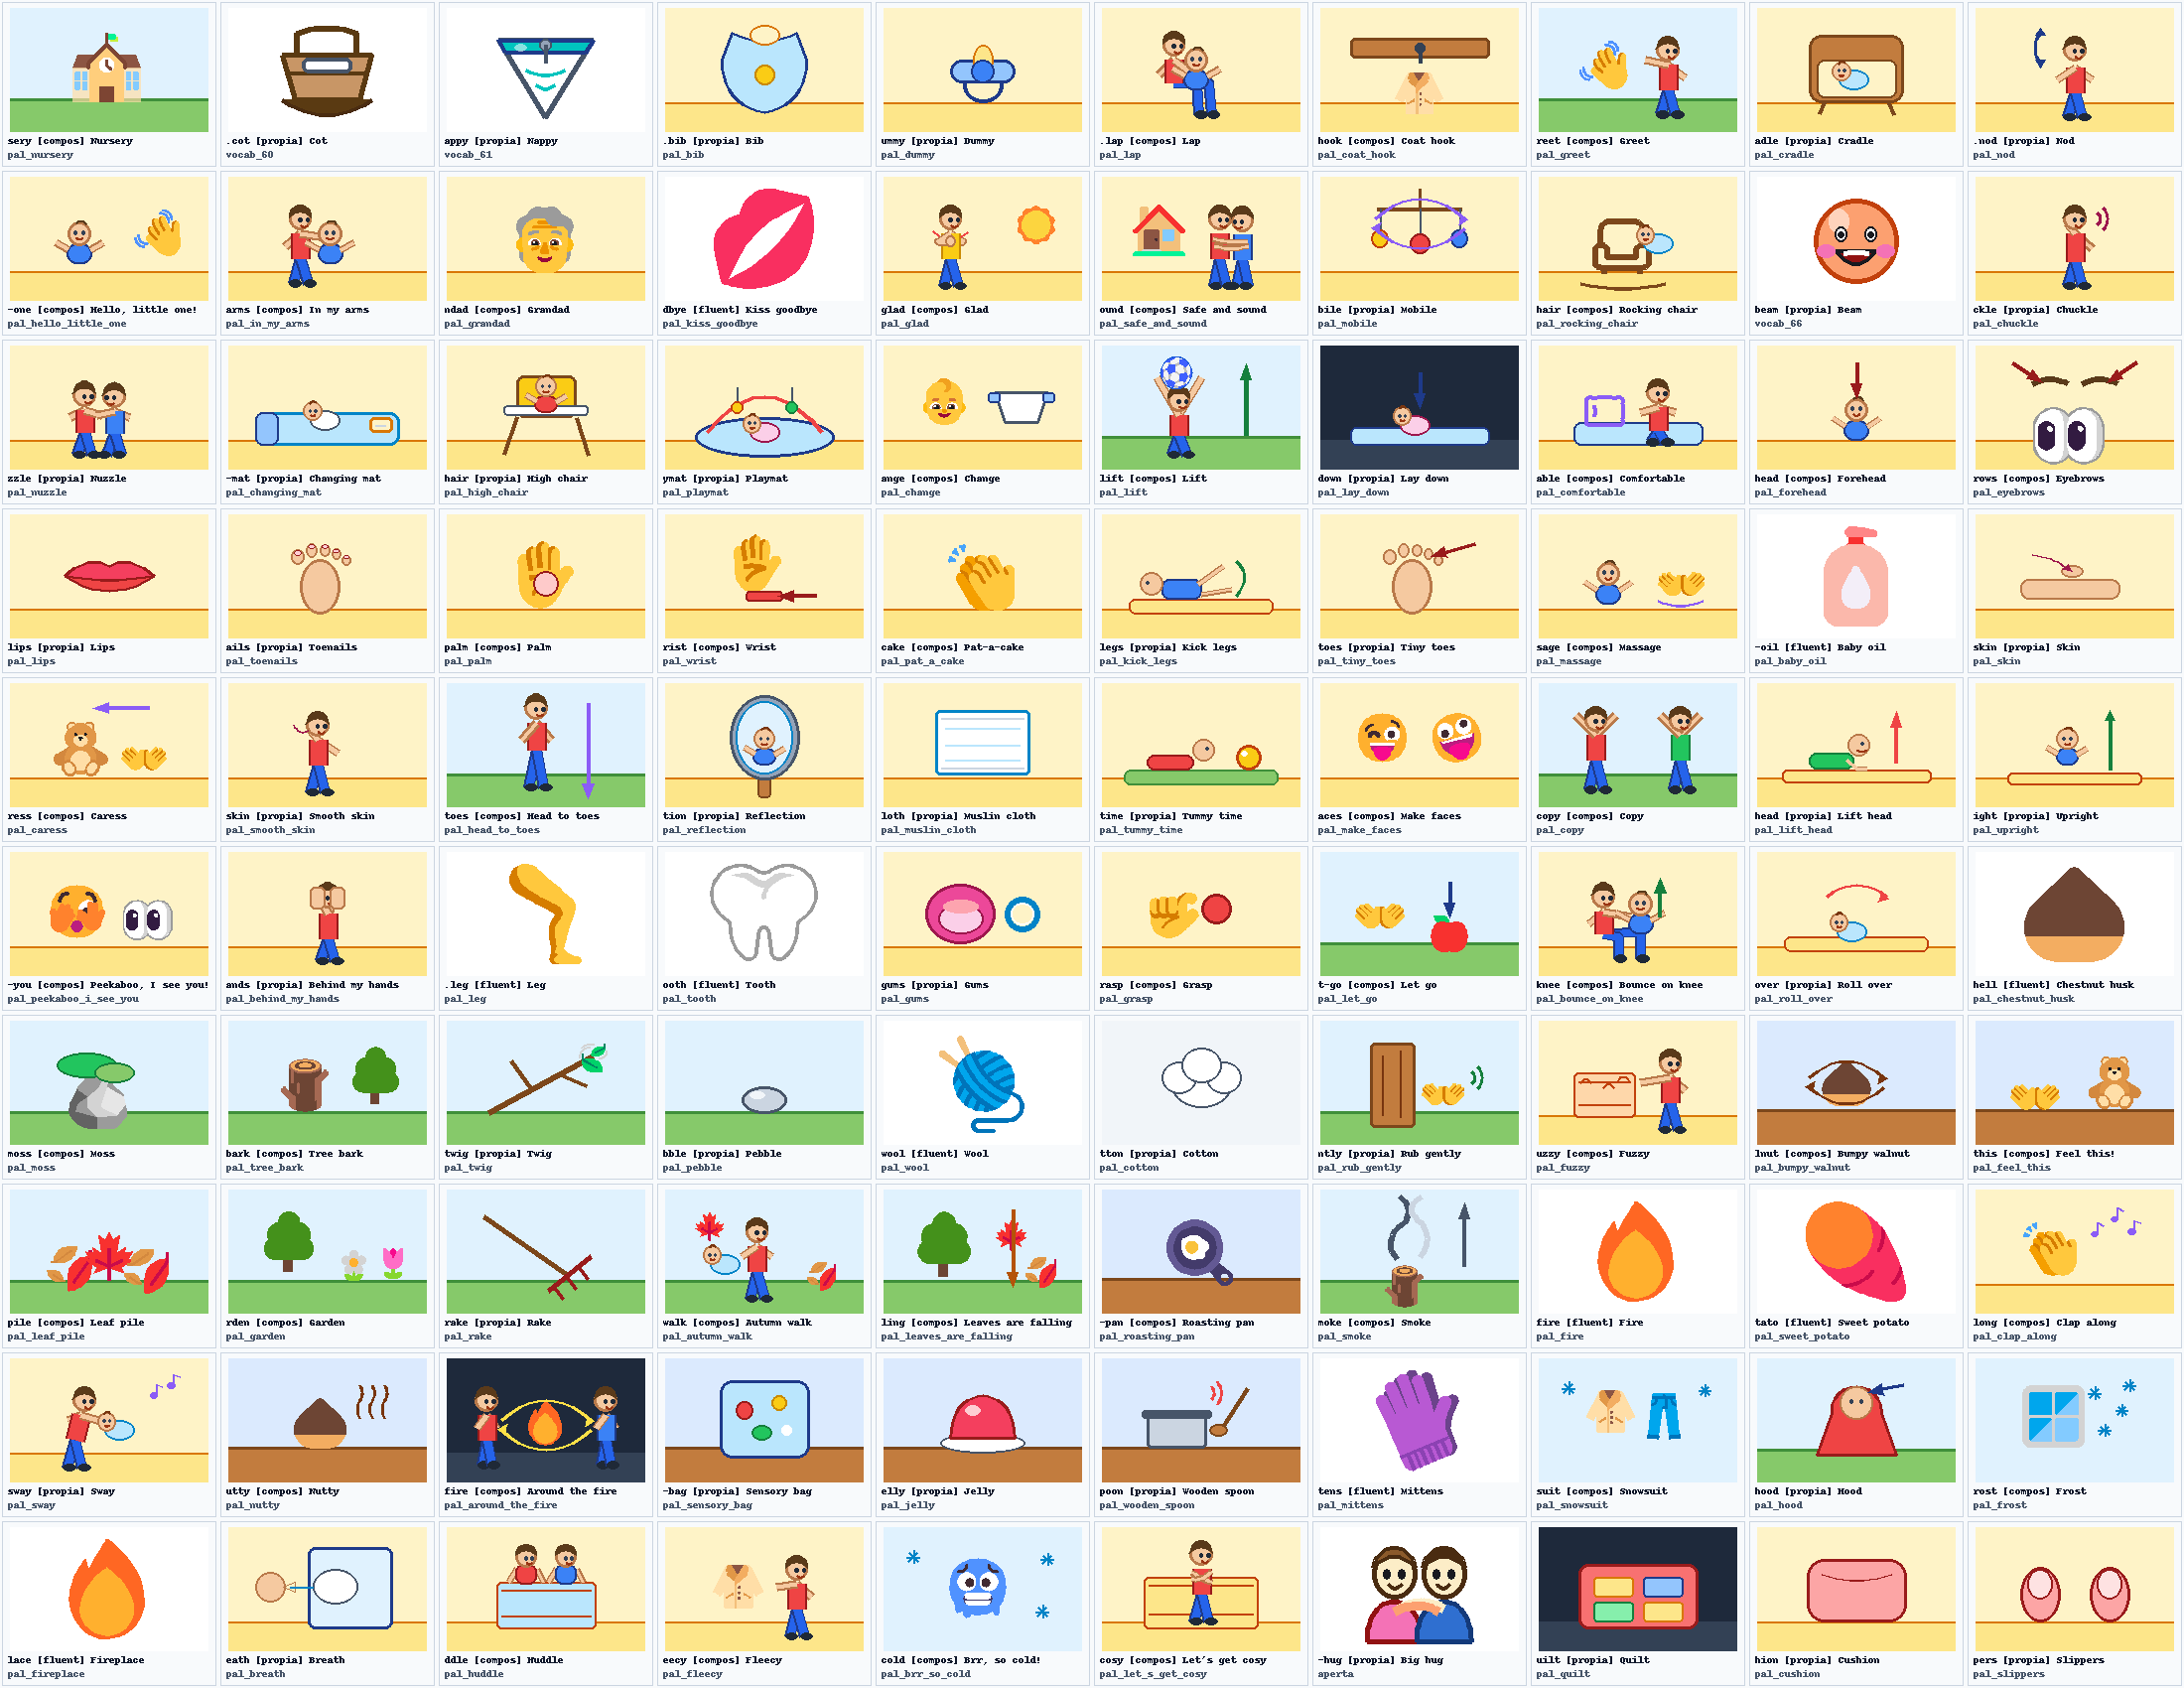 sery [compos] Nursery
pal_nursery
.cot [propia] Cot
vocab_60
appy [propia] Nappy
vocab_61
.bib [propia] Bib
pal_bib
ummy [propia] Dummy
pal_dummy
.lap [compos] Lap
pal_lap
hook [compos] Coat hook
pal_coat_hook
reet [compos] Greet
pal_greet
adle [propia] Cradle
pal_cradle
.nod [propia] Nod
pal_nod
-one [compos] Hello, little one!
pal_hello_little_one
arms [compos] In my arms
pal_in_my_arms
ndad [compos] Grandad
pal_grandad
dbye [fluent] Kiss goodbye
pal_kiss_goodbye
glad [compos] Glad
pal_glad
ound [compos] Safe and sound
pal_safe_and_sound
bile [propia] Mobile
pal_mobile
hair [compos] Rocking chair
pal_rocking_chair
beam [propia] Beam
vocab_66
ckle [propia] Chuckle
pal_chuckle
zzle [propia] Nuzzle
pal_nuzzle
-mat [propia] Changing mat
pal_changing_mat
hair [propia] High chair
pal_high_chair
ymat [propia] Playmat
pal_playmat
ange [compos] Change
pal_change
lift [compos] Lift
pal_lift
down [propia] Lay down
pal_lay_down
able [compos] Comfortable
pal_comfortable
head [compos] Forehead
pal_forehead
rows [compos] Eyebrows
pal_eyebrows
lips [propia] Lips
pal_lips
ails [propia] Toenails
pal_toenails
palm [compos] Palm
pal_palm
rist [compos] Wrist
pal_wrist
cake [compos] Pat-a-cake
pal_pat_a_cake
legs [propia] Kick legs
pal_kick_legs
toes [propia] Tiny toes
pal_tiny_toes
sage [compos] Massage
pal_massage
-oil [fluent] Baby oil
pal_baby_oil
skin [propia] Skin
pal_skin
ress [compos] Caress
pal_caress
skin [propia] Smooth skin
pal_smooth_skin
toes [compos] Head to toes
pal_head_to_toes
tion [propia] Reflection
pal_reflection
loth [propia] Muslin cloth
pal_muslin_cloth
time [propia] Tummy time
pal_tummy_time
aces [compos] Make faces
pal_make_faces
copy [compos] Copy
pal_copy
head [propia] Lift head
pal_lift_head
ight [propia] Upright
pal_upright
-you [compos] Peekaboo, I see you!
pal_peekaboo_i_see_you
ands [propia] Behind my hands
pal_behind_my_hands
.leg [fluent] Leg
pal_leg
ooth [fluent] Tooth
pal_tooth
gums [propia] Gums
pal_gums
rasp [compos] Grasp
pal_grasp
t-go [compos] Let go
pal_let_go
knee [compos] Bounce on knee
pal_bounce_on_knee
over [propia] Roll over
pal_roll_over
hell [fluent] Chestnut husk
pal_chestnut_husk
moss [compos] Moss
pal_moss
bark [compos] Tree bark
pal_tree_bark
twig [propia] Twig
pal_twig
bble [propia] Pebble
pal_pebble
wool [fluent] Wool
pal_wool
tton [propia] Cotton
pal_cotton
ntly [propia] Rub gently
pal_rub_gently
uzzy [compos] Fuzzy
pal_fuzzy
lnut [compos] Bumpy walnut
pal_bumpy_walnut
this [compos] Feel this!
pal_feel_this
pile [compos] Leaf pile
pal_leaf_pile
rden [compos] Garden
pal_garden
rake [propia] Rake
pal_rake
walk [compos] Autumn walk
pal_autumn_walk
ling [compos] Leaves are falling
pal_leaves_are_falling
-pan [compos] Roasting pan
pal_roasting_pan
moke [compos] Smoke
pal_smoke
fire [fluent] Fire
pal_fire
tato [fluent] Sweet potato
pal_sweet_potato
long [compos] Clap along
pal_clap_along
sway [propia] Sway
pal_sway
utty [compos] Nutty
pal_nutty
fire [compos] Around the fire
pal_around_the_fire
-bag [propia] Sensory bag
pal_sensory_bag
elly [propia] Jelly
pal_jelly
poon [propia] Wooden spoon
pal_wooden_spoon
tens [fluent] Mittens
pal_mittens
suit [compos] Snowsuit
pal_snowsuit
hood [propia] Hood
pal_hood
rost [compos] Frost
pal_frost
lace [fluent] Fireplace
pal_fireplace
eath [propia] Breath
pal_breath
ddle [compos] Huddle
pal_huddle
eecy [compos] Fleecy
pal_fleecy
cold [compos] Brr, so cold!
pal_brr_so_cold
cosy [compos] Let's get cosy
pal_let_s_get_cosy
-hug [propia] Big hug
aperta
uilt [propia] Quilt
pal_quilt
hion [propia] Cushion
pal_cushion
pers [propia] Slippers
pal_slippers